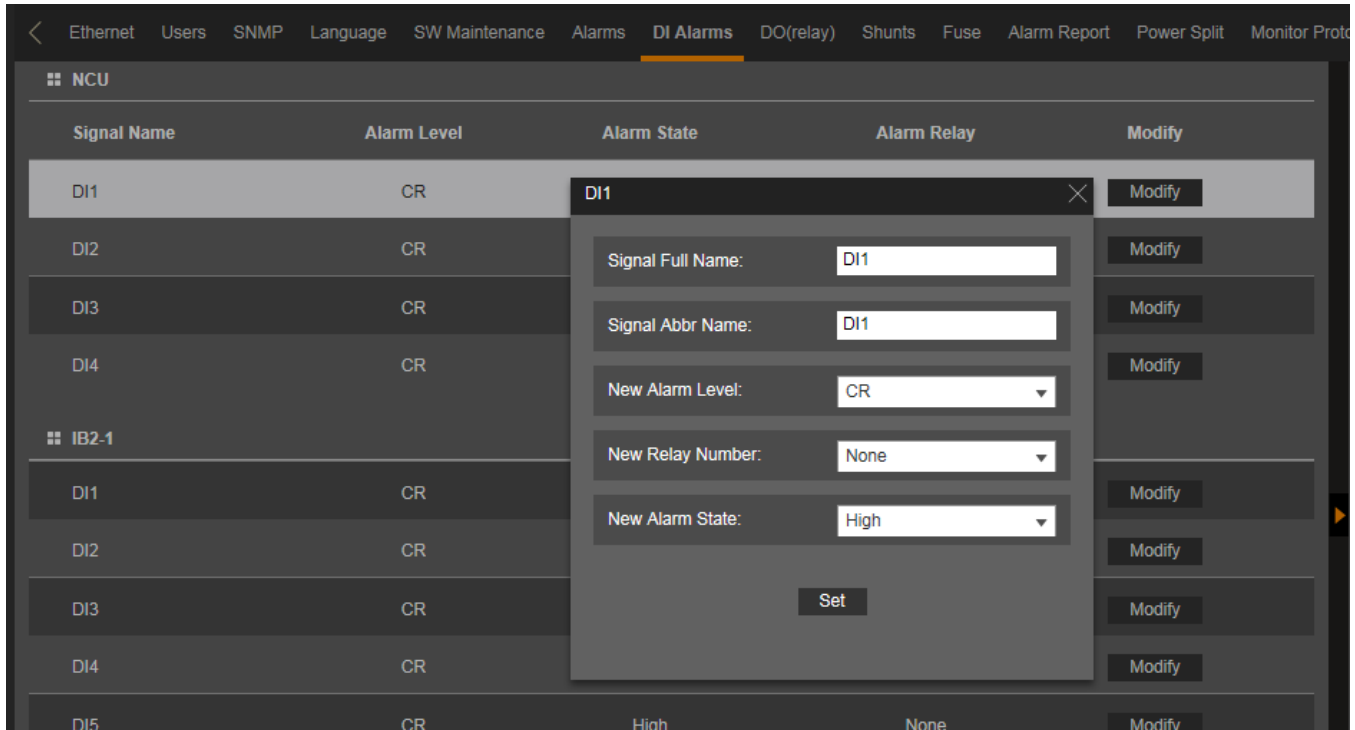 Ethernet Users SNMP Language SW Maintenance Alarms DI Alarms DO(relay) Shunts Fuse Alarm Report Power Split Monitor Proto
NCU
Signal Name Alarm Level Alarm State Alarm Relay Modify
DI1 CR Modify
DI2 CR Modify
DI3 CR Modify
DI4 CR Modify
IB2-1
DI1 CR Modify
DI2 CR Modify
DI3 CR Modify
DI4 CR Modify
DI5 CR High None Modify
DI1
Signal Full Name: DI1
Signal Abbr Name: DI1
New Alarm Level: CR
New Relay Number: None
New Alarm State: High
Set